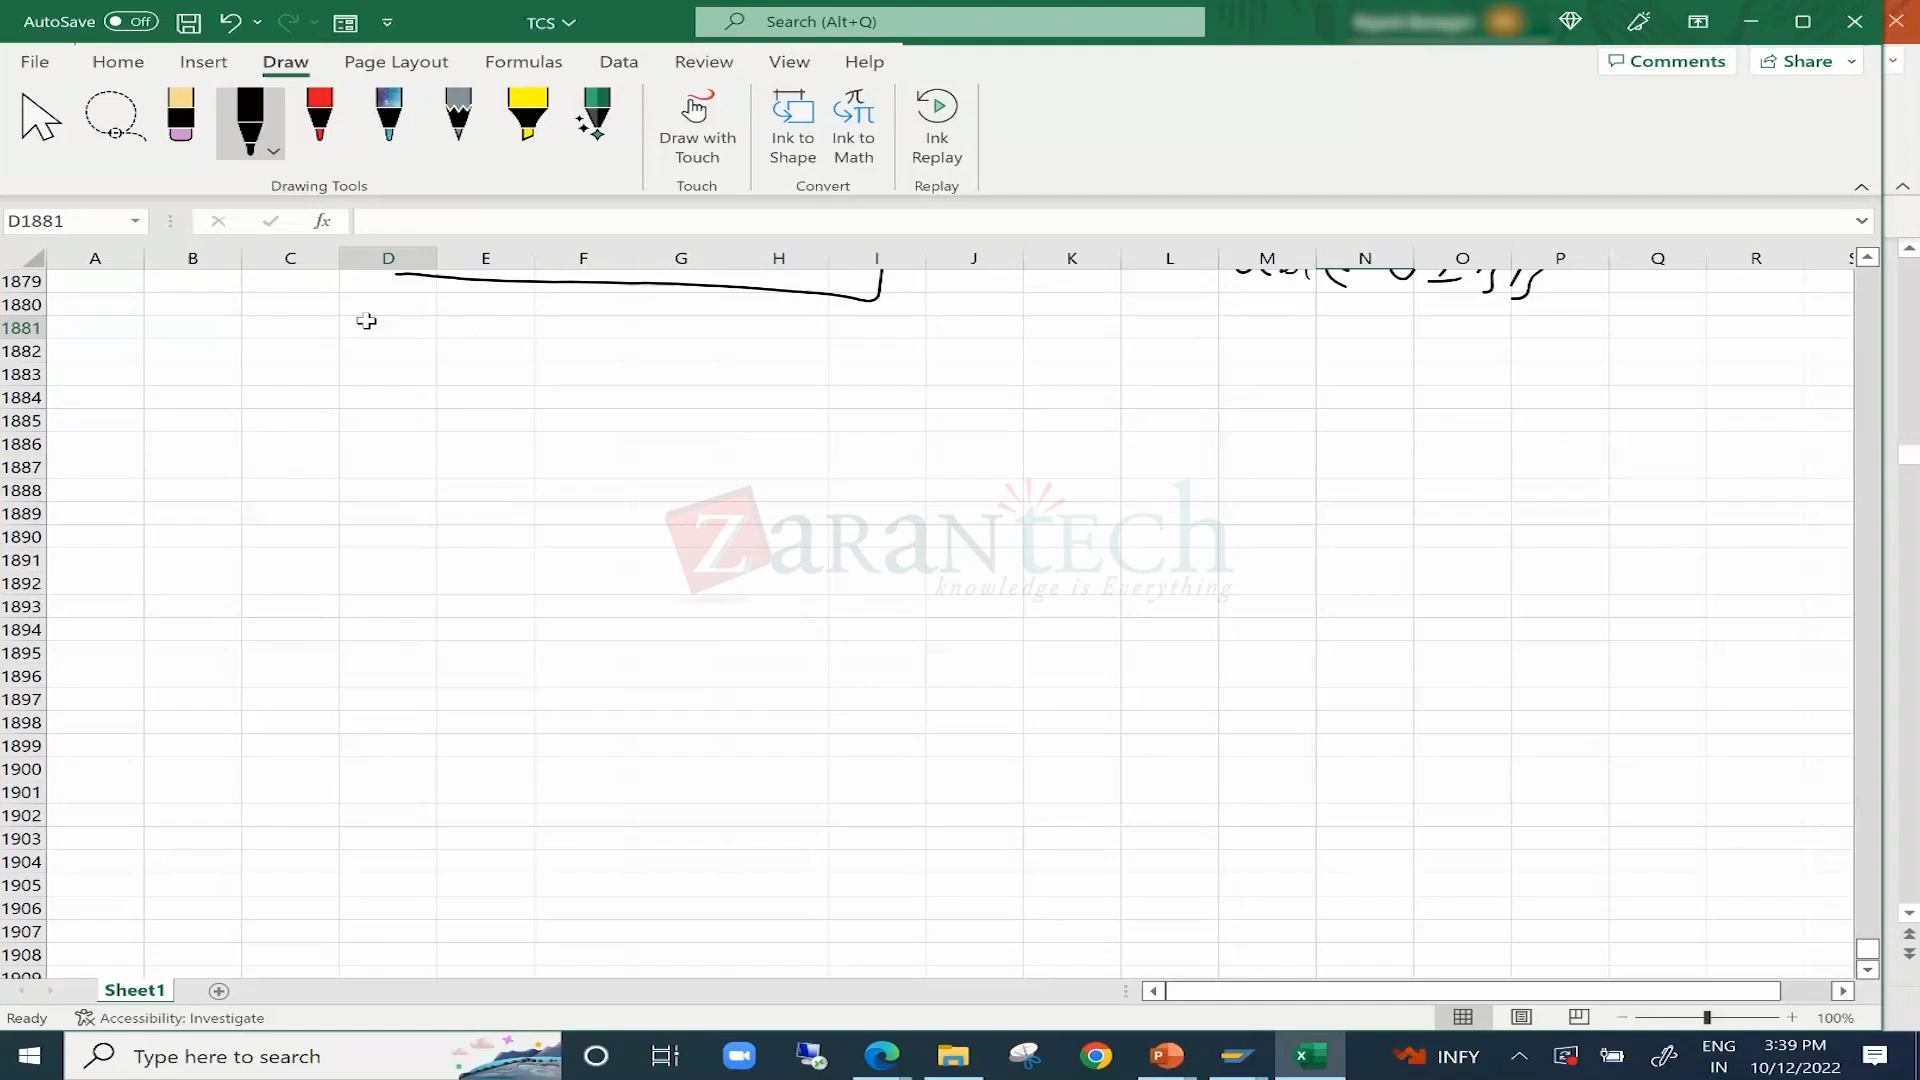 AutoSave Off TCS Search (Alt+Q)
File Home Insert Draw Page Layout Formulas Data Review View Help Comments Share
Draw with Touch
Ink to Shape
Ink to Math
Ink Replay
Drawing Tools Touch Convert Replay
D1881 fx
A B C D E F G H I J K L M N O P Q R
1879
1880
1881
1882
1883
1884
1885
1886
1887
1888
1889
1890
1891
1892
1893
1894
1895
1896
1897
1898
1899
1900
1901
1902
1903
1904
1905
1906
1907
1908
ZaranTech
knowledge is Everything
Sheet1
Ready Accessibility: Investigate 100%
Type here to search INFY ENG IN 3:39 PM 10/12/2022